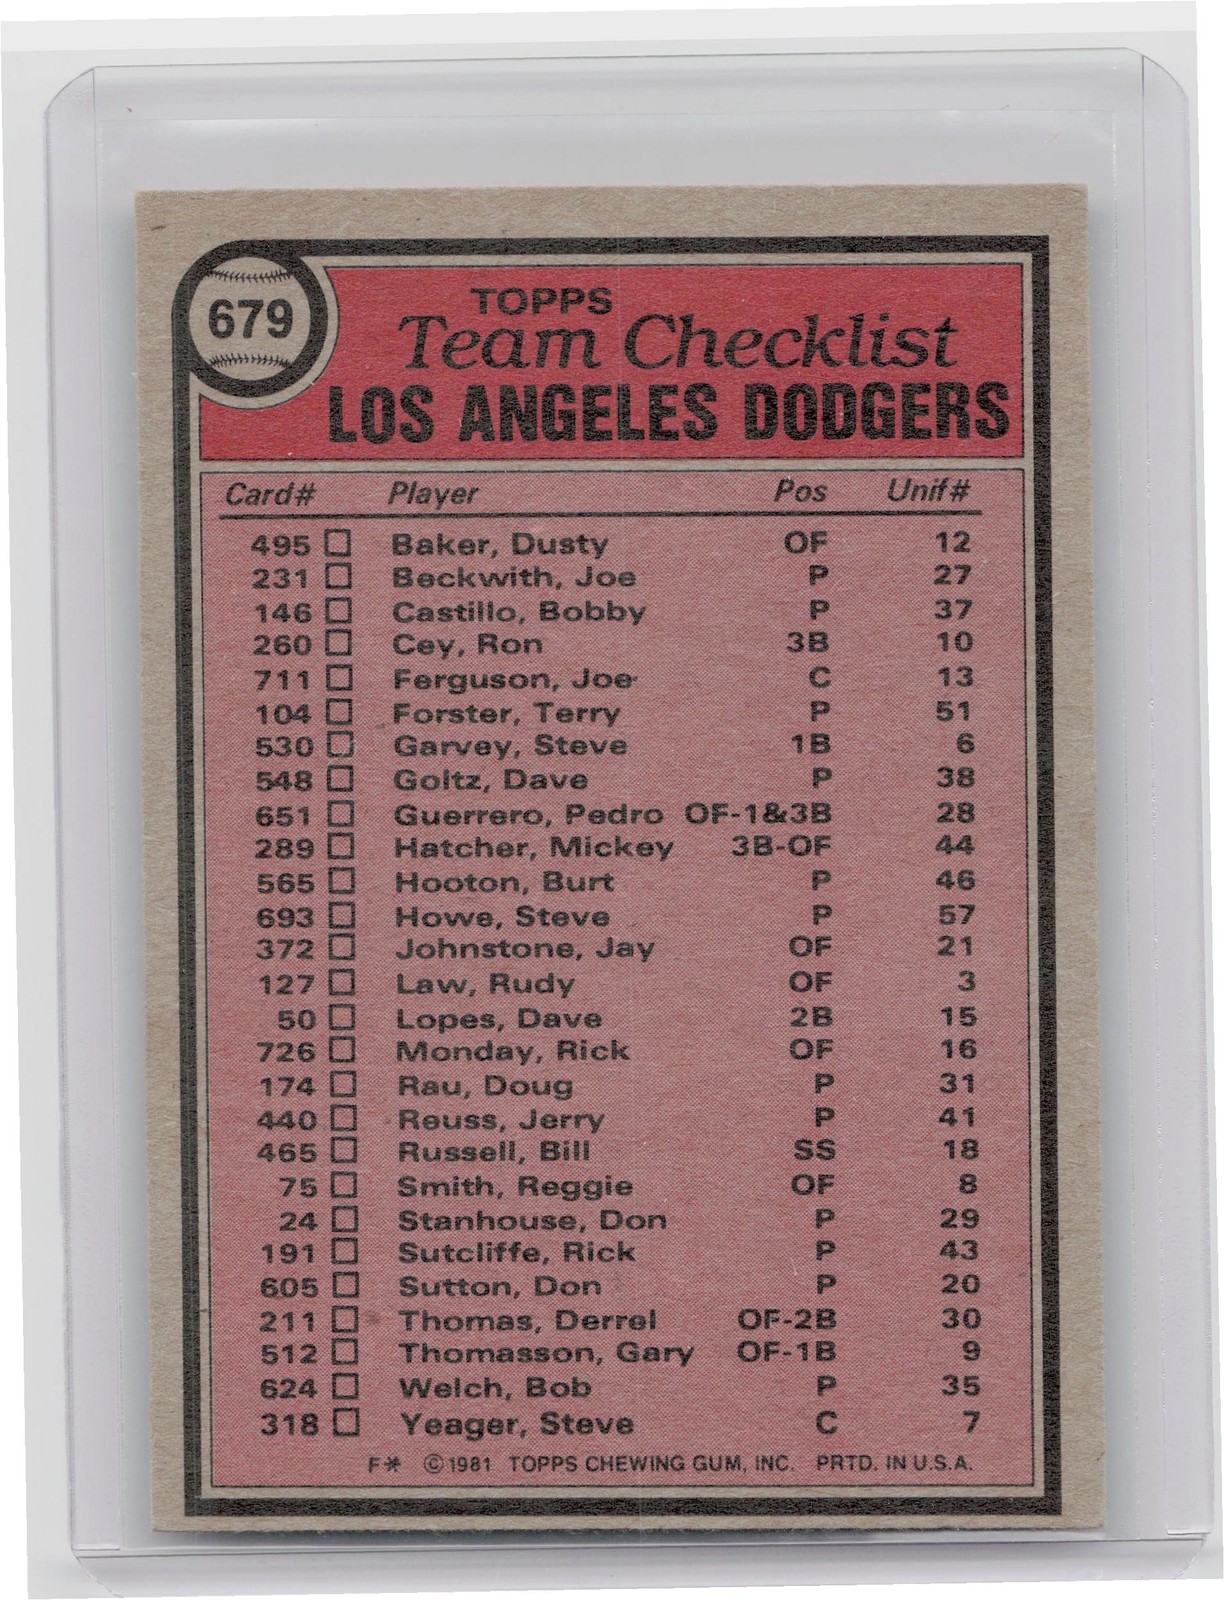 679
TOPPS
Team Checklist
LOS ANGELES DODGERS
Card# Player Pos Unif#
495 Baker, Dusty OF 12
231 Beckwith, Joe P 27
146 Castillo, Bobby P 37
260 Cey, Ron 3B 10
711 Ferguson, Joe C 13
104 Forster, Terry P 51
530 Garvey, Steve 1B 6
548 Goltz, Dave P 38
651 Guerrero, Pedro OF-1&3B 28
289 Hatcher, Mickey 3B-OF 44
565 Hooton, Burt P 46
693 Howe, Steve P 57
372 Johnstone, Jay OF 21
127 Law, Rudy OF 3
50 Lopes, Dave 2B 15
726 Monday, Rick OF 16
174 Rau, Doug P 31
440 Reuss, Jerry P 41
465 Russell, Bill SS 18
75 Smith, Reggie OF 8
24 Stanhouse, Don P 29
191 Sutcliffe, Rick P 43
605 Sutton, Don P 20
211 Thomas, Derrel OF-2B 30
512 Thomasson, Gary OF-1B 9
624 Welch, Bob P 35
318 Yeager, Steve C 7
F* ©1981 TOPPS CHEWING GUM, INC. PRTD. IN U.S.A.